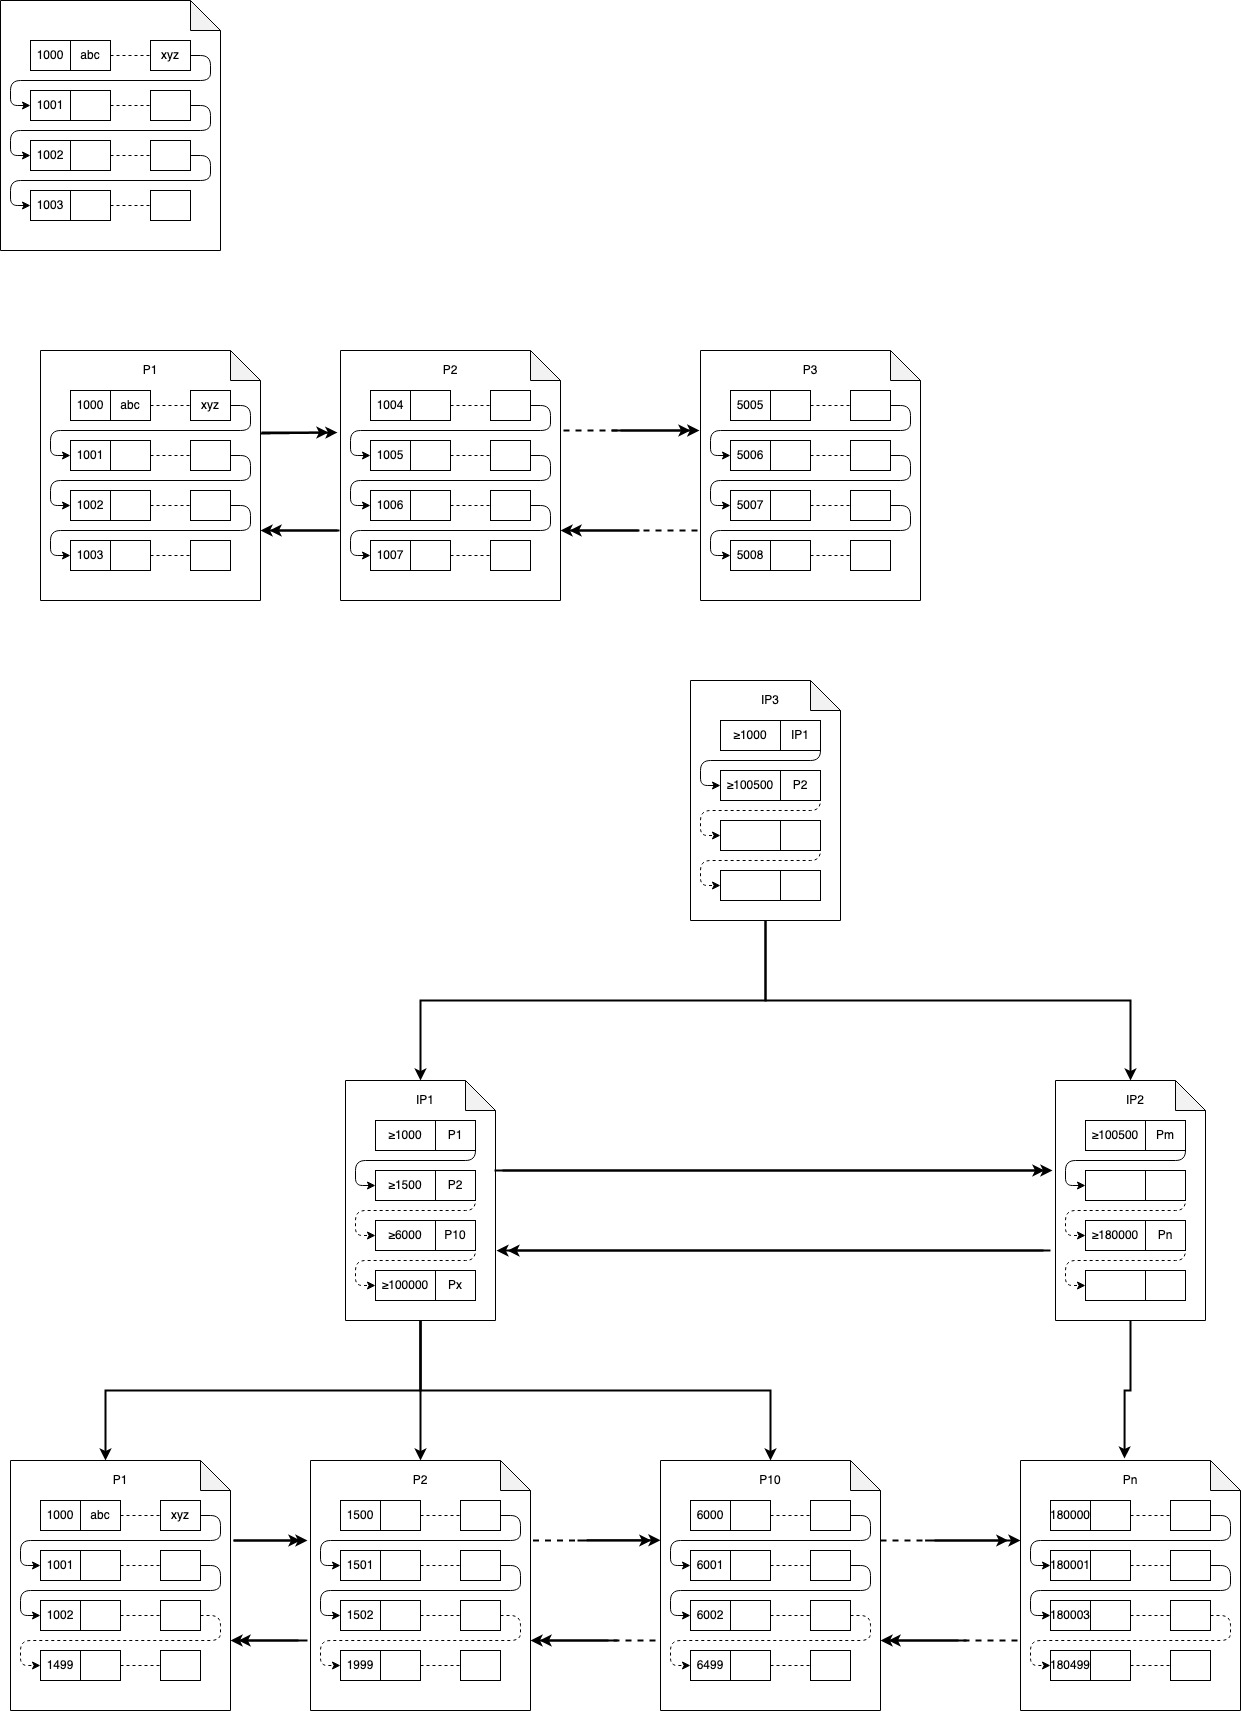 1000 abc xyz
1001
1002
1003
P1 P2 P3
1000 abc xyz 1004 5005
1001 1005 5006
1002 1006 5007
1003 1007 5008
IP3
≥1000 IP1
≥100500 P2
IP1 IP2
≥1000 P1 ≥100500 Pm
≥1500 P2
≥6000 P10 ≥180000 Pn
≥100000 Px
P1 P2 P10 Pn
1000 abc xyz 1500 6000 180000
1001 1501 6001 180001
1002 1502 6002 180003
1499 1999 6499 180499